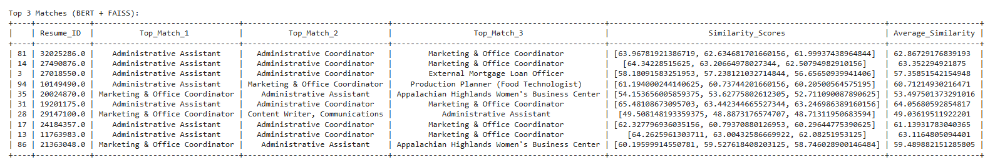 Top 3 Matches (BERT + FAISS):
+----+------------+--------------------------------+--------------------------------+----------------------------------------------+-----------------------------------------------------------+--------------------+
|    | Resume_ID  |          Top_Match_1           |          Top_Match_2           |                 Top_Match_3                  |                     Similarity_Scores                     | Average_Similarity |
+----+------------+--------------------------------+--------------------------------+----------------------------------------------+-----------------------------------------------------------+--------------------+
| 81 | 32025286.0 |    Administrative Assistant    |   Administrative Coordinator   |        Marketing & Office Coordinator        | [63.96781921386719, 62.634681701660156, 61.99937438964844] | 62.86729176839193 |
| 14 | 27490876.0 |    Administrative Assistant    |   Administrative Coordinator   |        Marketing & Office Coordinator        | [64.34228515625, 63.20664978027344, 62.50794982910156] | 63.352294921875 |
| 3 | 27018550.0 |    Administrative Assistant    |   Administrative Coordinator   |        External Mortgage Loan Officer        | [58.18091583251953, 57.238121032714844, 56.65650939941406] | 57.35851542154948 |
| 94 | 10149490.0 |    Administrative Assistant    | Marketing & Office Coordinator |    Production Planner (Food Technologist)    | [61.194000244140625, 60.73744201660156, 60.20500564575195] | 60.71214930216471 |
| 35 | 20024870.0 | Marketing & Office Coordinator |    Administrative Assistant    | Appalachian Highlands Women's Business Center | [54.153656005859375, 53.62775802612305, 52.711090087890625] | 53.497501373291016 |
| 31 | 19201175.0 |    Administrative Assistant    |   Administrative Coordinator   |        Marketing & Office Coordinator        | [65.48108673095703, 63.442344665527344, 63.246986389160156] | 64.05680592854817 |
| 28 | 29147100.0 | Marketing & Office Coordinator | Content Writer, Communications |           Administrative Assistant           | [49.508148193359375, 48.8873176574707, 48.71311950683594] | 49.03619511922201 |
| 17 | 24184357.0 |    Administrative Assistant    |   Administrative Coordinator   |        Marketing & Office Coordinator        | [62.327796936035156, 60.79370880126953, 60.29644775390625] | 61.13931783040365 |
| 13 | 11763983.0 |    Administrative Assistant    |   Administrative Coordinator   |        Marketing & Office Coordinator        | [64.2625961303711, 63.00432586669922, 62.08251953125] | 63.1164805094401 |
| 86 | 21363048.0 | Marketing & Office Coordinator |    Administrative Assistant    | Appalachian Highlands Women's Business Center | [60.19599914550781, 59.527618408203125, 58.746028900146484] | 59.489882151285805 |
+----+------------+--------------------------------+--------------------------------+----------------------------------------------+-----------------------------------------------------------+--------------------+